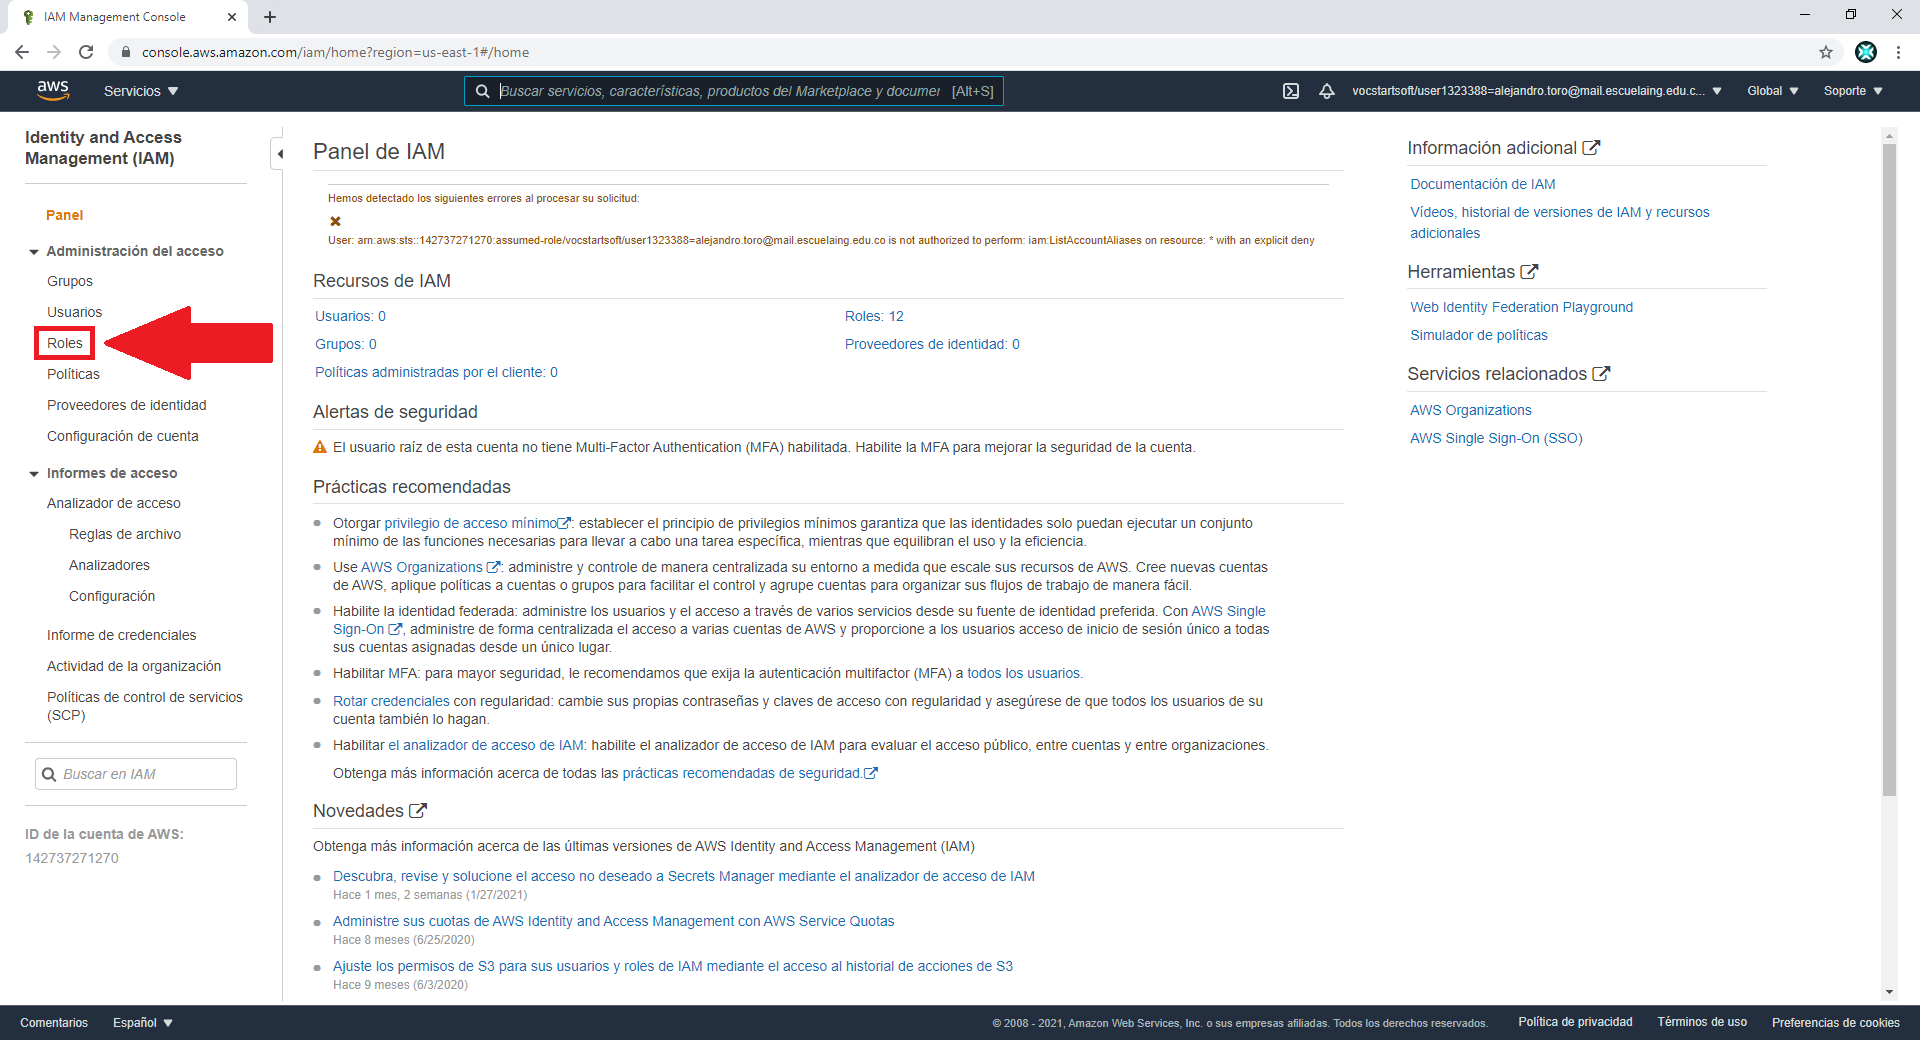 IAM Management Console
console.aws.amazon.com/iam/home?region=us-east-1#/home
aws
Servicios
Buscar servicios, características, productos del Marketplace y documer [Alt+S]
vocstartsoft/user1323388=alejandro.toro@mail.escuelaing.edu.c...
Global
Soporte
Identity and Access
Management (IAM)
Panel
Administración del acceso
Grupos
Usuarios
Roles
Políticas
Proveedores de identidad
Configuración de cuenta
Informes de acceso
Analizador de acceso
Reglas de archivo
Analizadores
Configuración
Informe de credenciales
Actividad de la organización
Políticas de control de servicios
(SCP)
Buscar en IAM
ID de la cuenta de AWS:
142737271270
Panel de IAM
Hemos detectado los siguientes errores al procesar su solicitud:
User: arn:aws:sts::142737271270:assumed-role/vocstartsoft/user1323388=alejandro.toro@mail.escuelaing.edu.co is not authorized to perform: iam:ListAccountAliases on resource: * with an explicit deny
Recursos de IAM
Usuarios: 0
Roles: 12
Grupos: 0
Proveedores de identidad: 0
Políticas administradas por el cliente: 0
Alertas de seguridad
El usuario raíz de esta cuenta no tiene Multi-Factor Authentication (MFA) habilitada. Habilite la MFA para mejorar la seguridad de la cuenta.
Prácticas recomendadas
Otorgar privilegio de acceso mínimo: establecer el principio de privilegios mínimos garantiza que las identidades solo puedan ejecutar un conjunto
mínimo de las funciones necesarias para llevar a cabo una tarea específica, mientras que equilibran el uso y la eficiencia.
Use AWS Organizations : administre y controle de manera centralizada su entorno a medida que escale sus recursos de AWS. Cree nuevas cuentas
de AWS, aplique políticas a cuentas o grupos para facilitar el control y agrupe cuentas para organizar sus flujos de trabajo de manera fácil.
Habilite la identidad federada: administre los usuarios y el acceso a través de varios servicios desde su fuente de identidad preferida. Con AWS Single
Sign-On , administre de forma centralizada el acceso a varias cuentas de AWS y proporcione a los usuarios acceso de inicio de sesión único a todas
sus cuentas asignadas desde un único lugar.
Habilitar MFA: para mayor seguridad, le recomendamos que exija la autenticación multifactor (MFA) a todos los usuarios.
Rotar credenciales con regularidad: cambie sus propias contraseñas y claves de acceso con regularidad y asegúrese de que todos los usuarios de su
cuenta también lo hagan.
Habilitar el analizador de acceso de IAM: habilite el analizador de acceso de IAM para evaluar el acceso público, entre cuentas y entre organizaciones.
Obtenga más información acerca de todas las prácticas recomendadas de seguridad.
Novedades
Obtenga más información acerca de las últimas versiones de AWS Identity and Access Management (IAM)
Descubra, revise y solucione el acceso no deseado a Secrets Manager mediante el analizador de acceso de IAM
Hace 1 mes, 2 semanas (1/27/2021)
Administre sus cuotas de AWS Identity and Access Management con AWS Service Quotas
Hace 8 meses (6/25/2020)
Ajuste los permisos de S3 para sus usuarios y roles de IAM mediante el acceso al historial de acciones de S3
Hace 9 meses (6/3/2020)
Información adicional
Documentación de IAM
Vídeos, historial de versiones de IAM y recursos
adicionales
Herramientas
Web Identity Federation Playground
Simulador de políticas
Servicios relacionados
AWS Organizations
AWS Single Sign-On (SSO)
Comentarios
Español
© 2008 - 2021, Amazon Web Services, Inc. o sus empresas afiliadas. Todos los derechos reservados.
Política de privacidad
Términos de uso
Preferencias de cookies